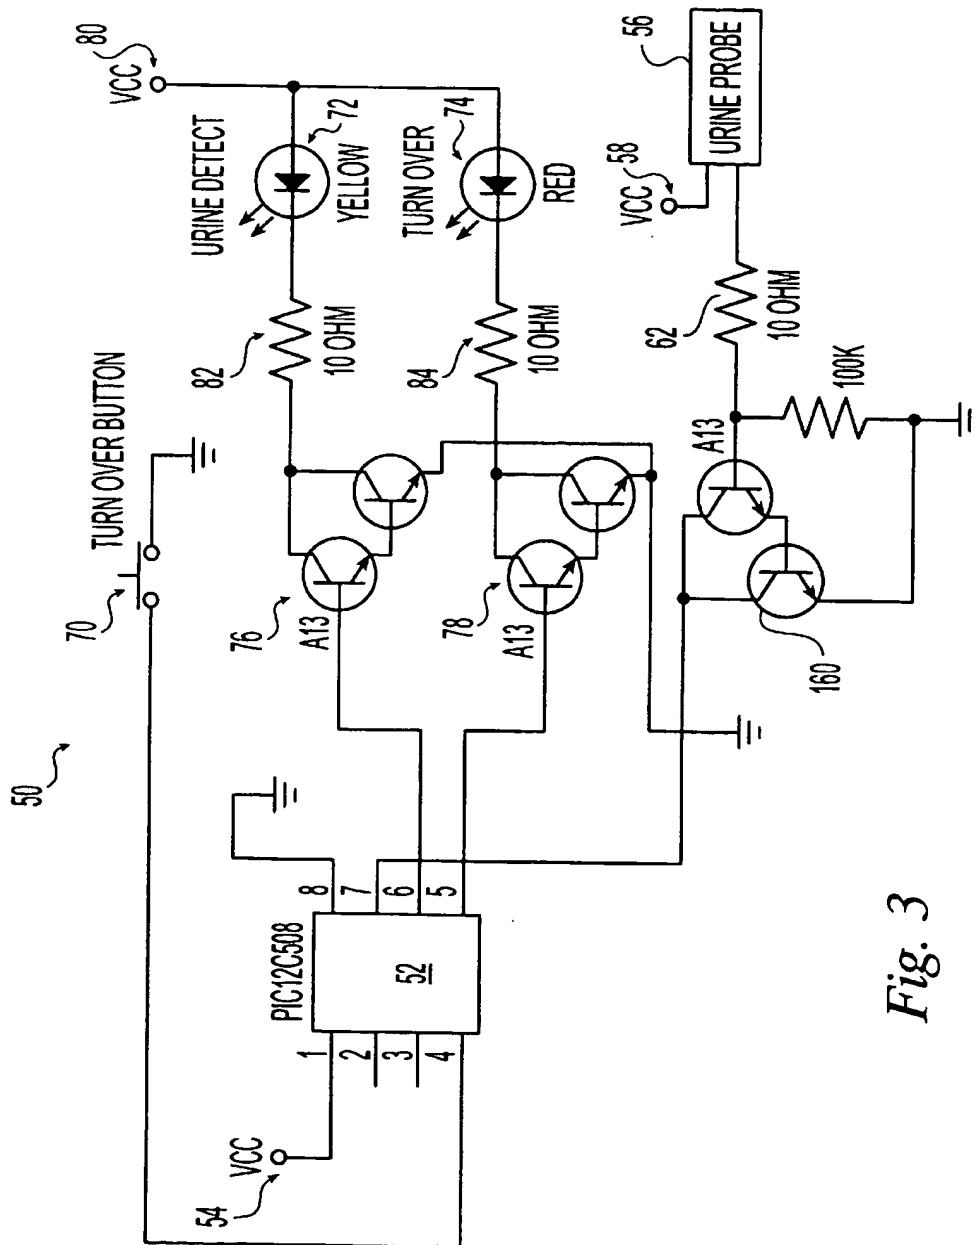 50
70
TURN OVER BUTTON
VCC
80
URINE DETECT
72
YELLOW
82
10 OHM
76
A13
TURN OVER
74
RED
84
10 OHM
78
A13
VCC
54
PIC12C508
52
1
2
3
4
8
7
6
5
VCC
58
56
URINE PROBE
62
10 OHM
100K
A13
160
Fig. 3